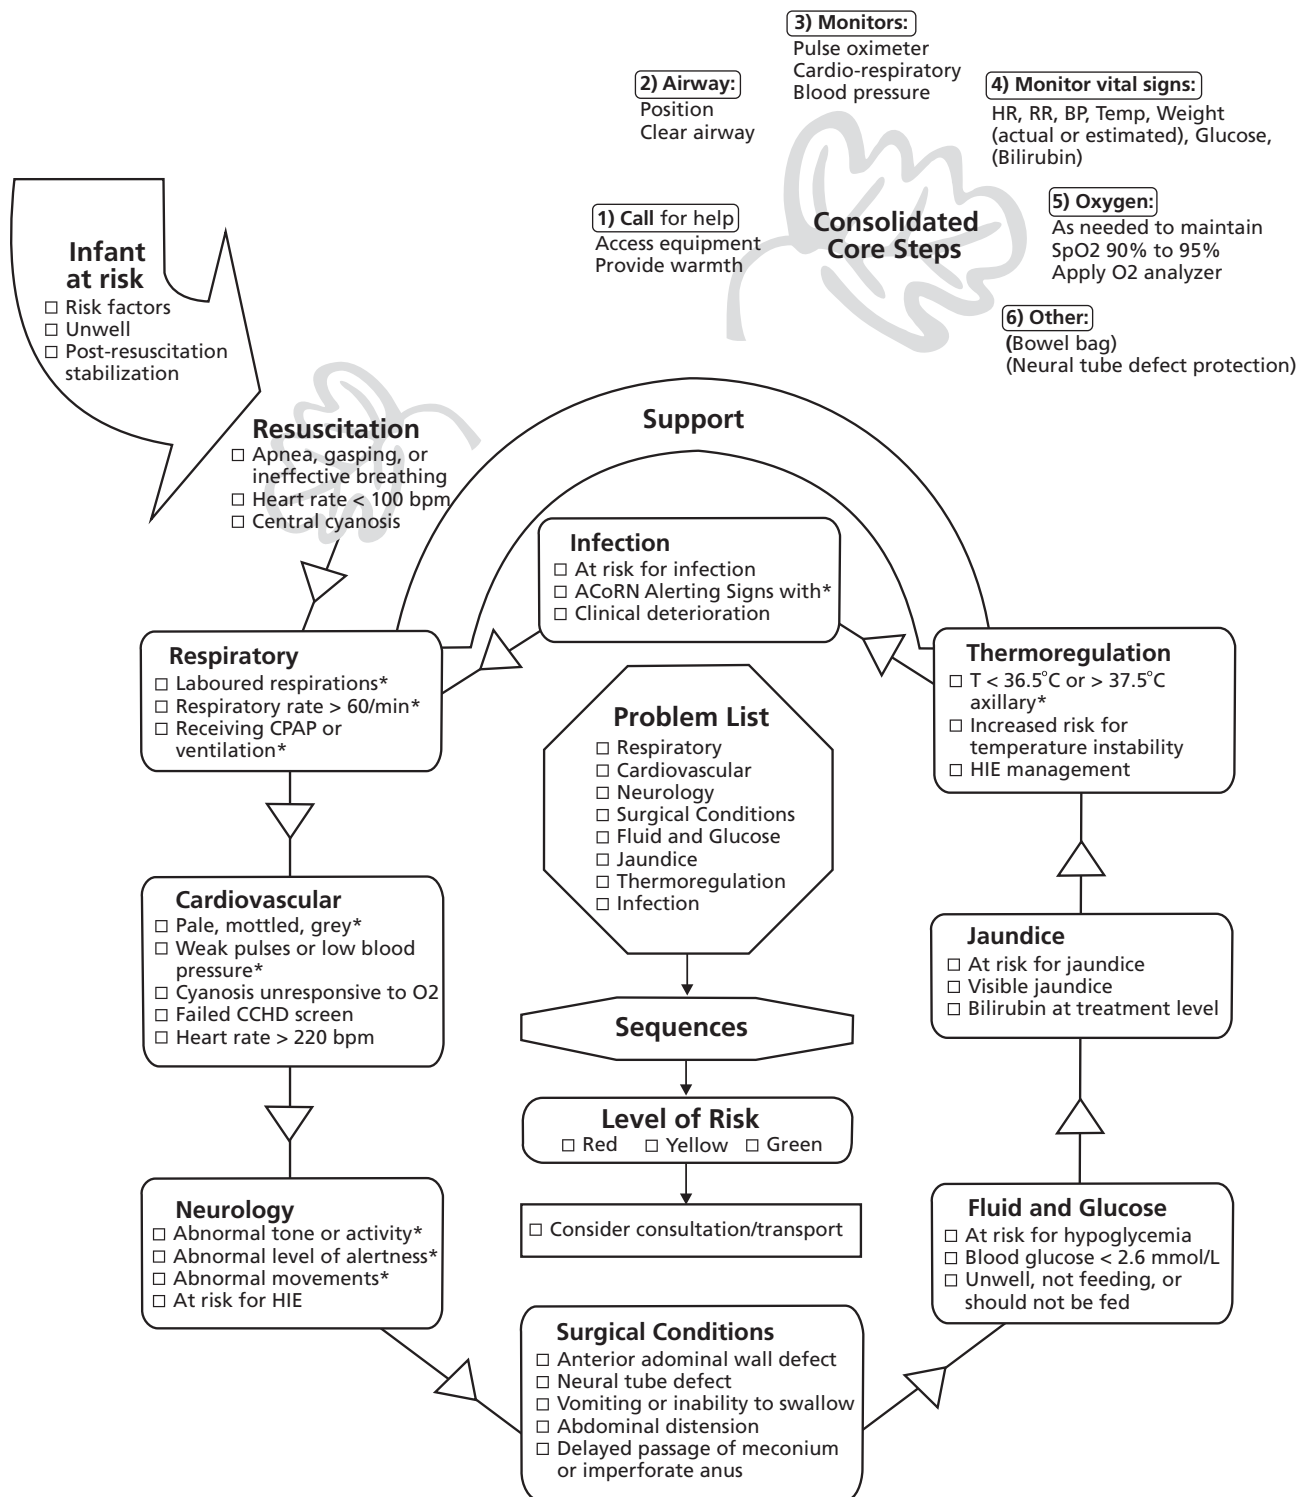 3) Monitors:
Pulse oximeter
Cardio-respiratory
Blood pressure
2) Airway:
Position
Clear airway
4) Monitor vital signs:
HR, RR, BP, Temp, Weight
(actual or estimated), Glucose,
(Bilirubin)
1) Call for help
Access equipment
Provide warmth
Consolidated
Core Steps
5) Oxygen:
As needed to maintain
SpO2 90% to 95%
Apply O2 analyzer
6) Other:
(Bowel bag)
(Neural tube defect protection)
Infant
at risk
☐ Risk factors
☐ Unwell
☐ Post-resuscitation
stabilization
Resuscitation
☐ Apnea, gasping, or
ineffective breathing
☐ Heart rate < 100 bpm
☐ Central cyanosis
Support
Infection
☐ At risk for infection
☐ ACoRN Alerting Signs with*
☐ Clinical deterioration
Respiratory
☐ Laboured respirations*
☐ Respiratory rate > 60/min*
☐ Receiving CPAP or
ventilation*
Problem List
☐ Respiratory
☐ Cardiovascular
☐ Neurology
☐ Surgical Conditions
☐ Fluid and Glucose
☐ Jaundice
☐ Thermoregulation
☐ Infection
Thermoregulation
☐ T < 36.5°C or > 37.5°C
axillary*
☐ Increased risk for
temperature instability
☐ HIE management
Cardiovascular
☐ Pale, mottled, grey*
☐ Weak pulses or low blood
pressure*
☐ Cyanosis unresponsive to O2
☐ Failed CCHD screen
☐ Heart rate > 220 bpm
Jaundice
☐ At risk for jaundice
☐ Visible jaundice
☐ Bilirubin at treatment level
Sequences
Level of Risk
☐ Red ☐ Yellow ☐ Green
☐ Consider consultation/transport
Neurology
☐ Abnormal tone or activity*
☐ Abnormal level of alertness*
☐ Abnormal movements*
☐ At risk for HIE
Fluid and Glucose
☐ At risk for hypoglycemia
☐ Blood glucose < 2.6 mmol/L
☐ Unwell, not feeding, or
should not be fed
Surgical Conditions
☐ Anterior adominal wall defect
☐ Neural tube defect
☐ Vomiting or inability to swallow
☐ Abdominal distension
☐ Delayed passage of meconium
or imperforate anus